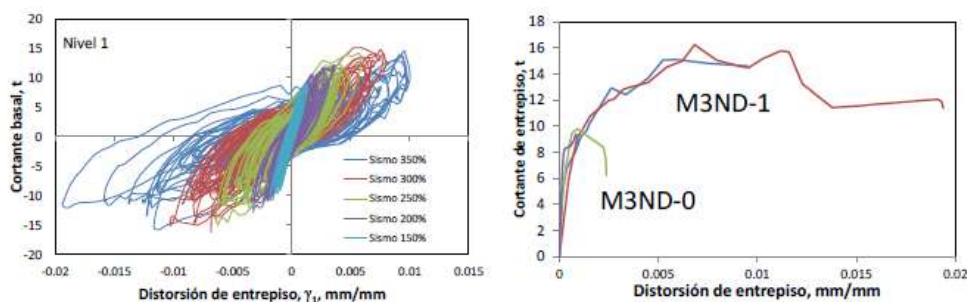 Nivel 1
Cortante basal, t
20
15
10
5
0
-5
-10
-15
-20
-0.02
-0.015
-0.01
-0.005
0
0.005
0.01
0.015
Distorsión de entrepiso, γ₁, mm/mm
Sismo 350%
Sismo 300%
Sismo 250%
Sismo 200%
Sismo 150%
Cortante de entrepiso, t
18
16
14
12
10
8
6
4
2
0
M3ND-1
M3ND-0
0
0.005
0.01
0.015
0.02
Distorsión de entrepiso, mm/mm